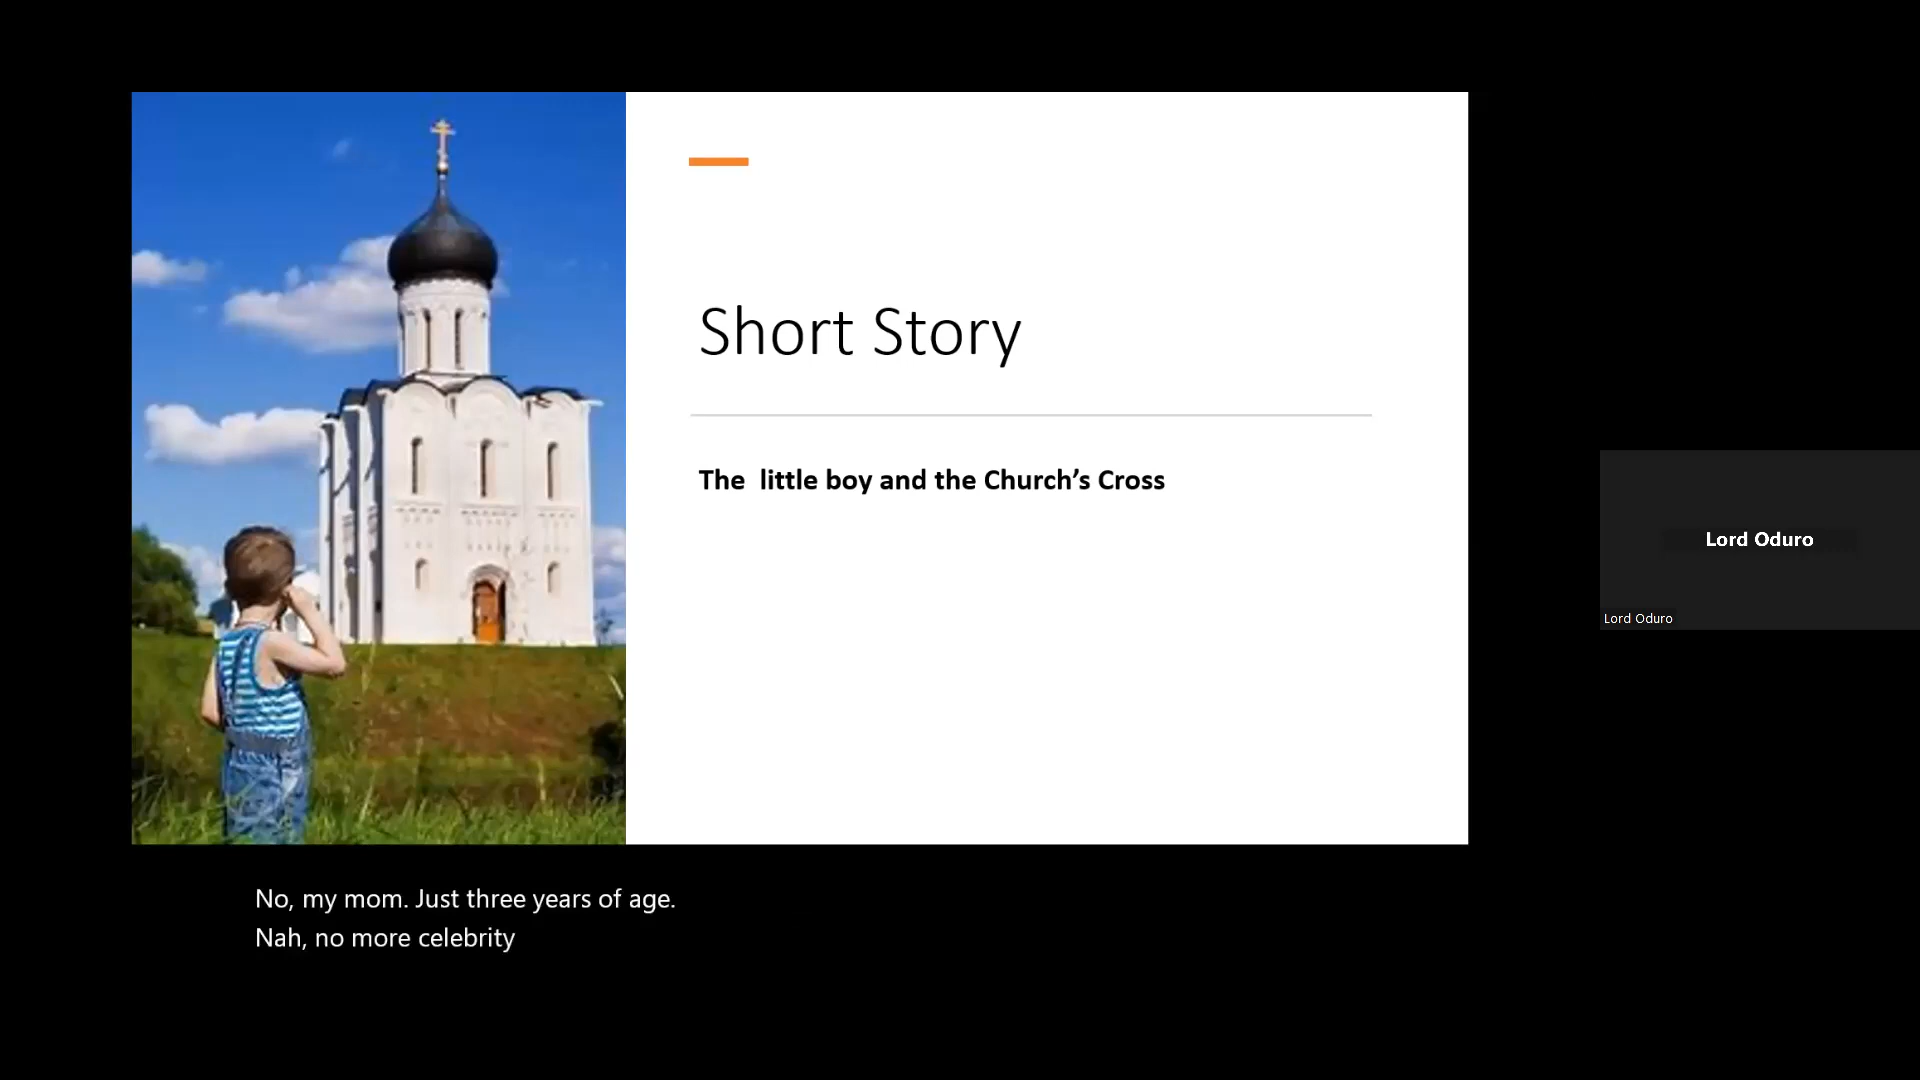 Short Story
The  little boy and the Church’s Cross
Lord Oduro
Lord Oduro
No, my mom. Just three years of age.
Nah, no more celebrity